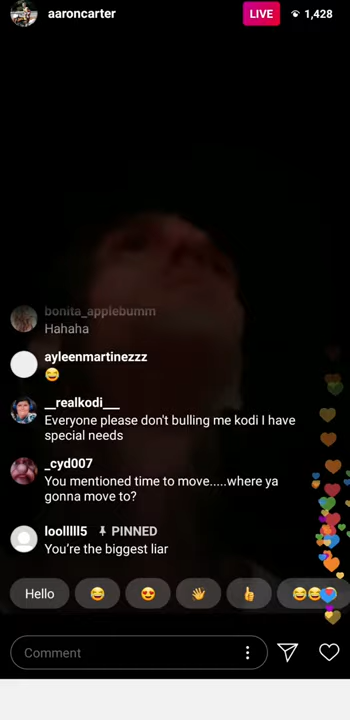 aaroncarter LIVE 1,428
bonita_applebumm
Hahaha
ayleenmartinezzz
😂
__realkodi__
Everyone please don't bulling me kodi I have
special needs
_cyd007
You mentioned time to move.....where ya
gonna move to?
loolllll5 PINNED
You're the biggest liar
Hello 😂 😍 👋 👍 😂😂
Comment